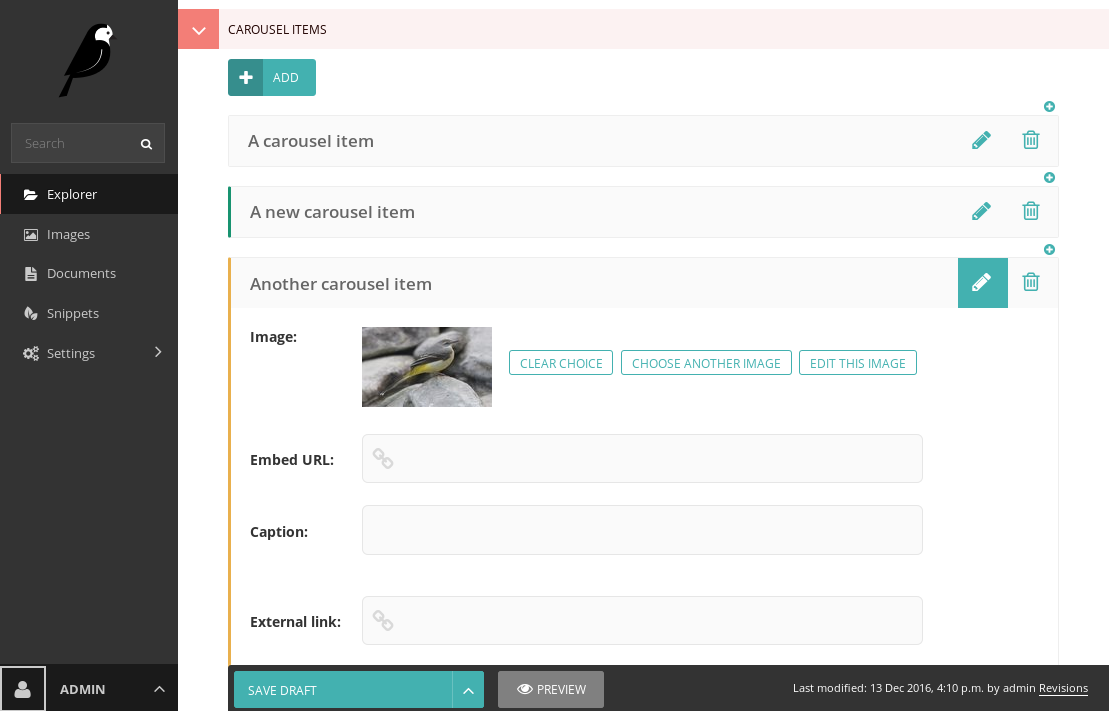 CAROUSEL ITEMS
ADD
Search
A carousel item
Explorer
A new carousel item
Images
Documents
Another carousel item
Snippets
Image:
Settings
CLEAR CHOICE
CHOOSE ANOTHER IMAGE
EDIT THIS IMAGE
Embed URL:
Caption:
External link:
ADMIN
SAVE DRAFT
PREVIEW
Last modified: 13 Dec 2016, 4:10 p.m. by admin Revisions